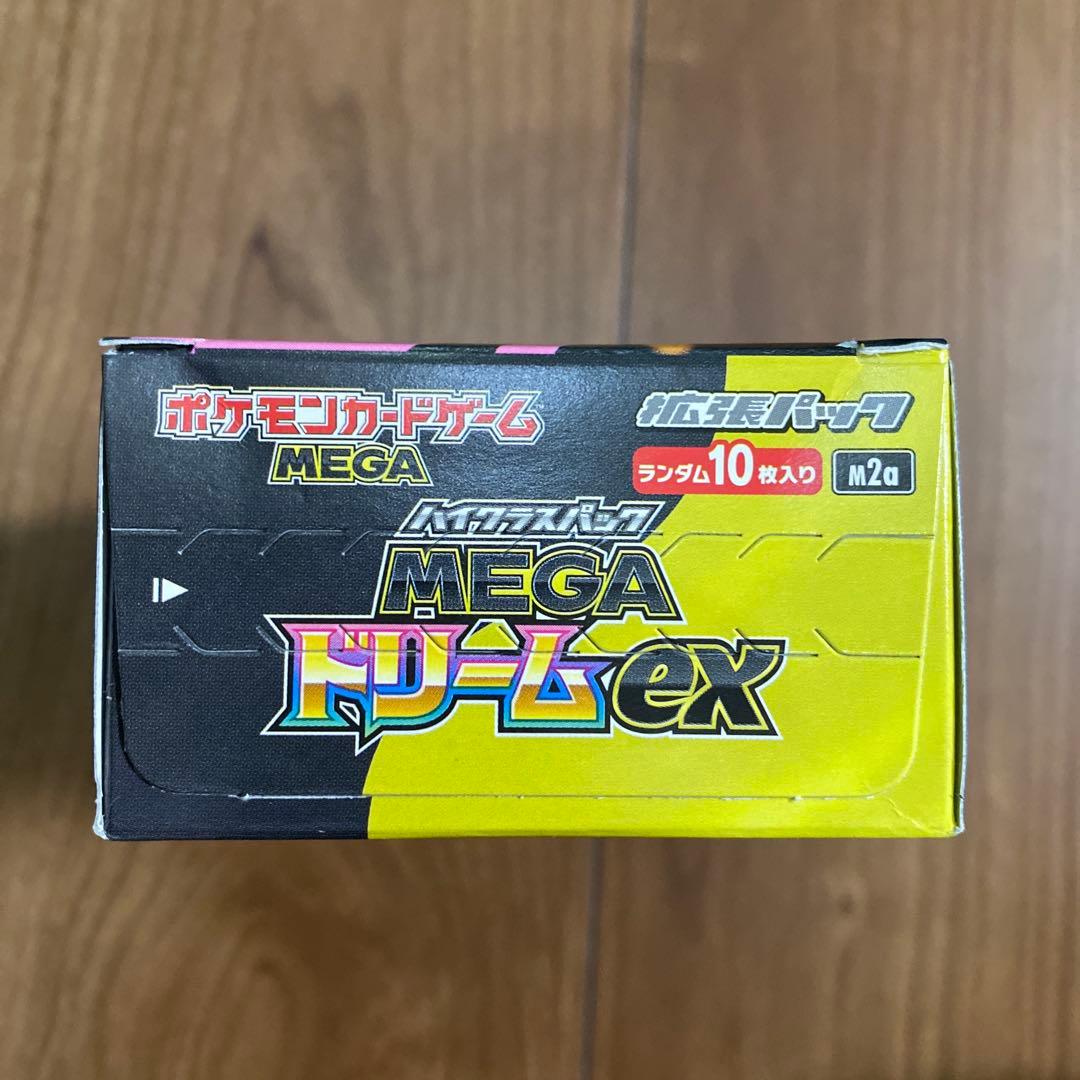 ポケモンカードゲーム
MEGA
拡張パック
ランダム10枚入り
M2a
ハイクラスパック
MEGA
ドリームex